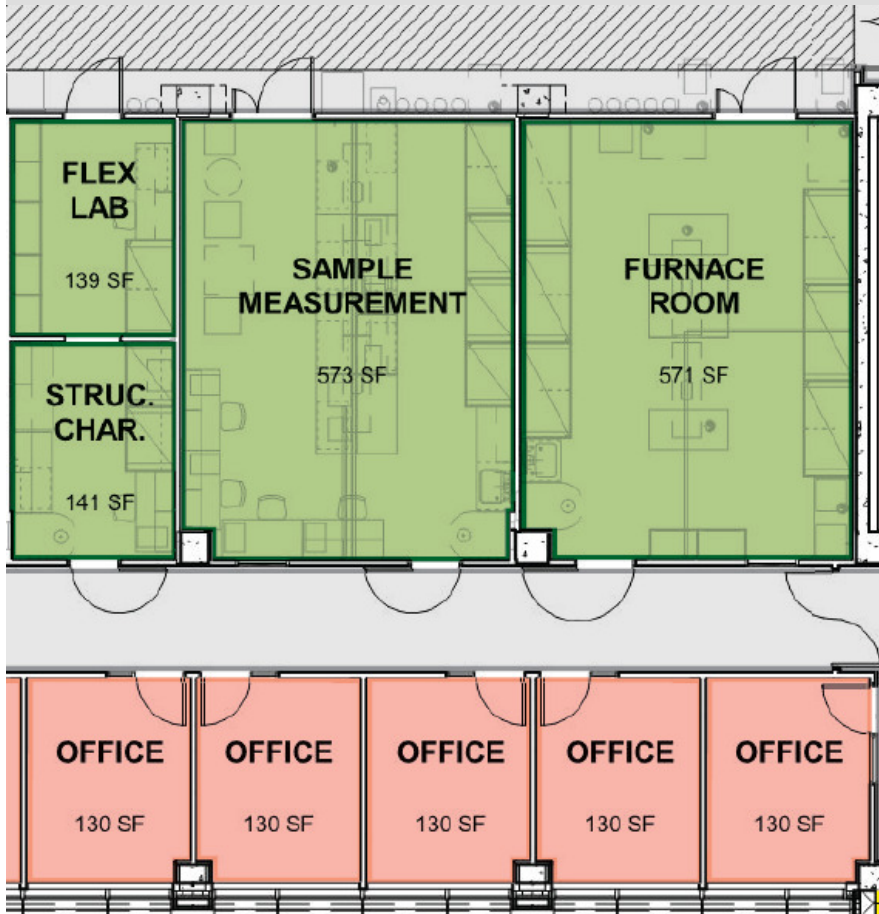 FLEX
LAB
139 SF
SAMPLE
MEASUREMENT
573 SF
FURNACE
ROOM
571 SF
STRUC.
CHAR.
141 SF
OFFICE
130 SF
OFFICE
130 SF
OFFICE
130 SF
OFFICE
130 SF
OFFICE
130 SF